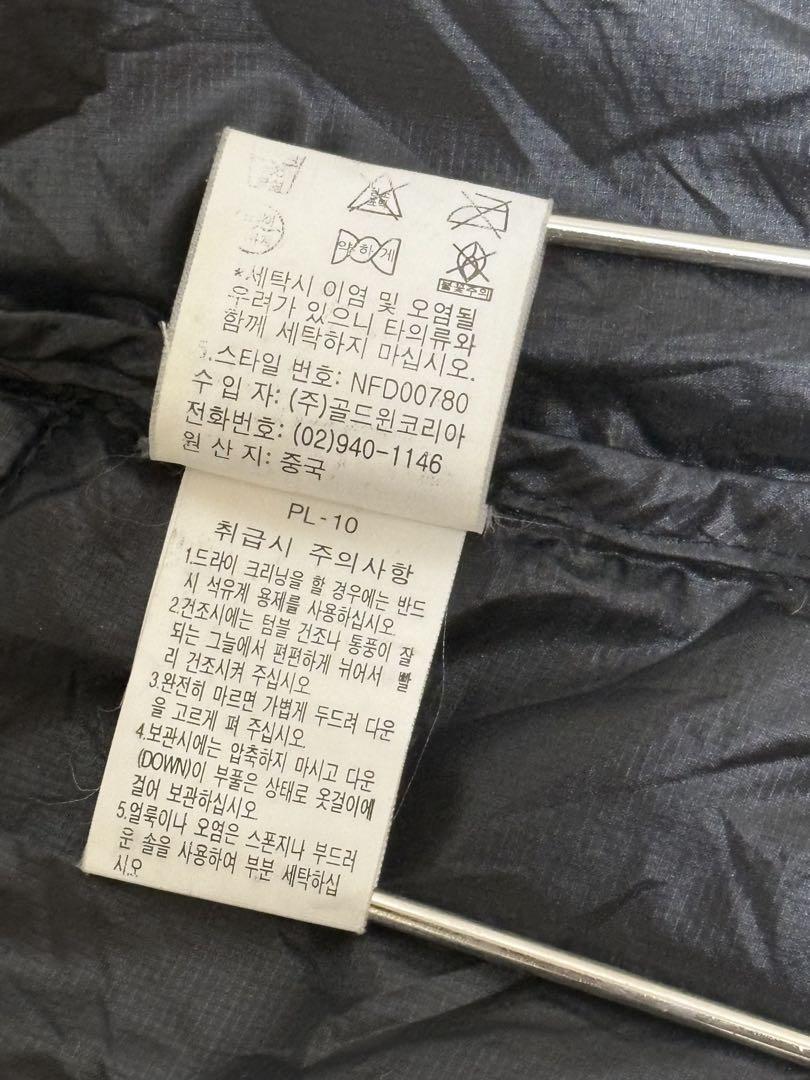 약하게
불꽃주의
*.세탁시 이염 및 오염될
우려가 있으니 타의류와
함께 세탁하지 마십시오.
5.스타일 번호: NFD00780
수 입 자: (주)골드윈코리아
전화번호: (02)940-1146
원 산 지: 중국
PL-10
취급시 주의사항
1.드라이 크리닝을 할 경우에는 반드
시 석유계 용제를 사용하십시오
2.건조시에는 텀블 건조나 통풍이 잘
되는 그늘에서 편편하게 뉘어서 빨
리 건조시켜 주십시오
3.완전히 마르면 가볍게 두드려 다운
을 고르게 펴 주십시오
4.보관시에는 압축하지 마시고 다운
(DOWN)이 부풀은 상태로 옷걸이에
걸어 보관하십시오
5.얼룩이나 오염은 스폰지나 부드러
운 솔을 사용하여 부분 세탁하십
시오